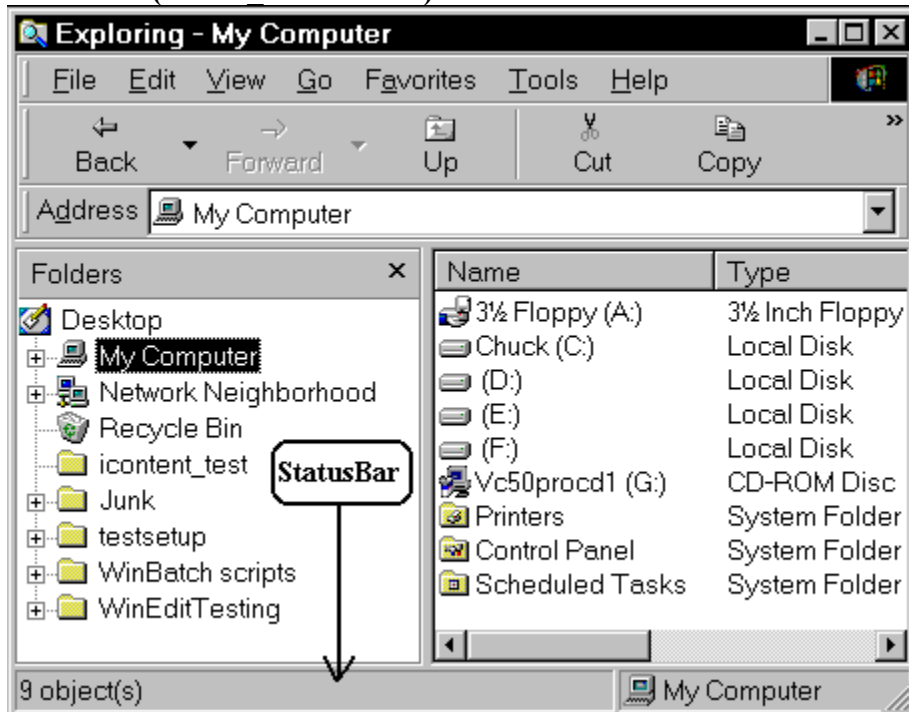 Exploring - My Computer
File Edit View Go Favorites Tools Help
Back Forward Up Cut Copy »
Address My Computer
Folders × Name Type
Desktop
My Computer
Network Neighborhood
Recycle Bin
icontent_test
Junk
testsetup
WinBatch scripts
WinEditTesting
StatusBar
3½ Floppy (A:) 3½ Inch Floppy
Chuck (C:) Local Disk
(D:) Local Disk
(E:) Local Disk
(F:) Local Disk
Vc50procd1 (G:) CD-ROM Disc
Printers System Folder
Control Panel System Folder
Scheduled Tasks System Folder
9 object(s) My Computer